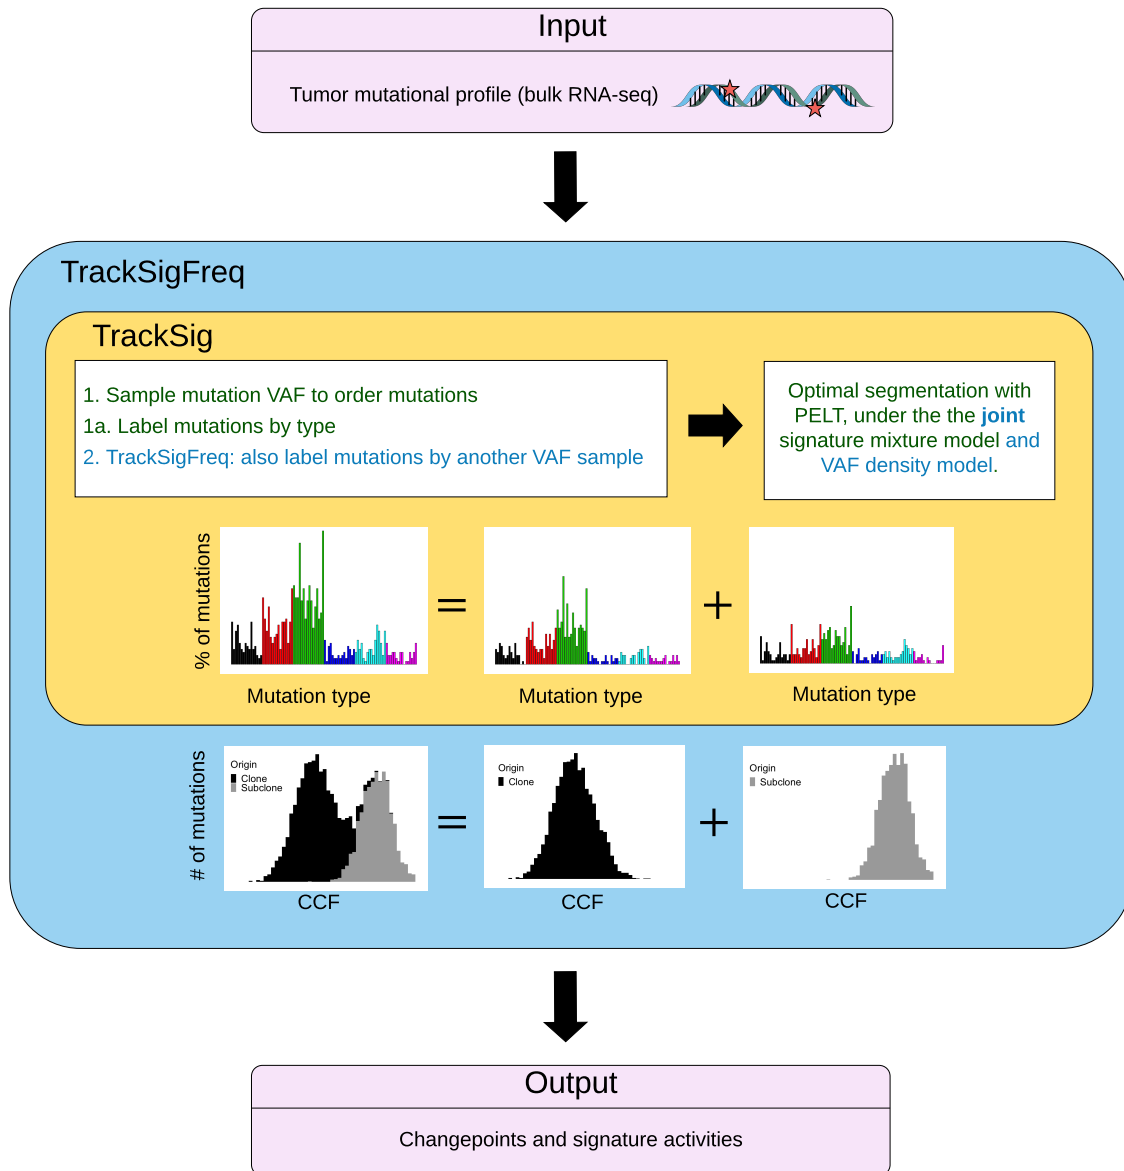 Input
Tumor mutational profile (bulk RNA-seq)
TrackSigFreq
TrackSig
1. Sample mutation VAF to order mutations
1a. Label mutations by type
2. TrackSigFreq: also label mutations by another VAF sample
Optimal segmentation with
PELT, under the the joint
signature mixture model and
VAF density model.
% of mutations
=
+
Mutation type
Mutation type
Mutation type
# of mutations
Origin
Clone
Subclone
=
Origin
Clone
+
Origin
Subclone
CCF
CCF
CCF
Output
Changepoints and signature activities